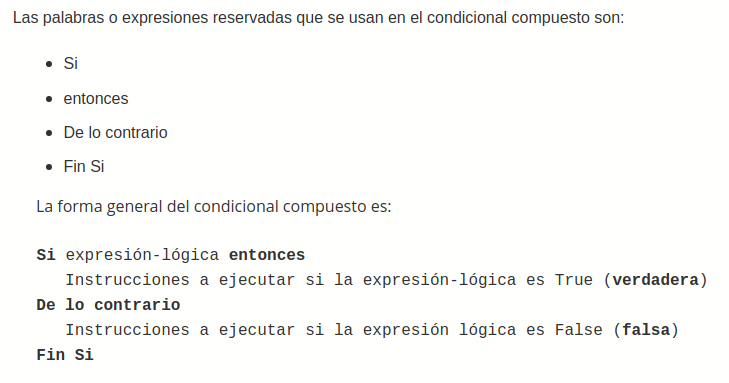 Las palabras o expresiones reservadas que se usan en el condicional compuesto son:
Si
entonces
De lo contrario
Fin Si
La forma general del condicional compuesto es:
Si expresión-lógica entonces
Instrucciones a ejecutar si la expresión-lógica es True (verdadera)
De lo contrario
Instrucciones a ejecutar si la expresión lógica es False (falsa)
Fin Si